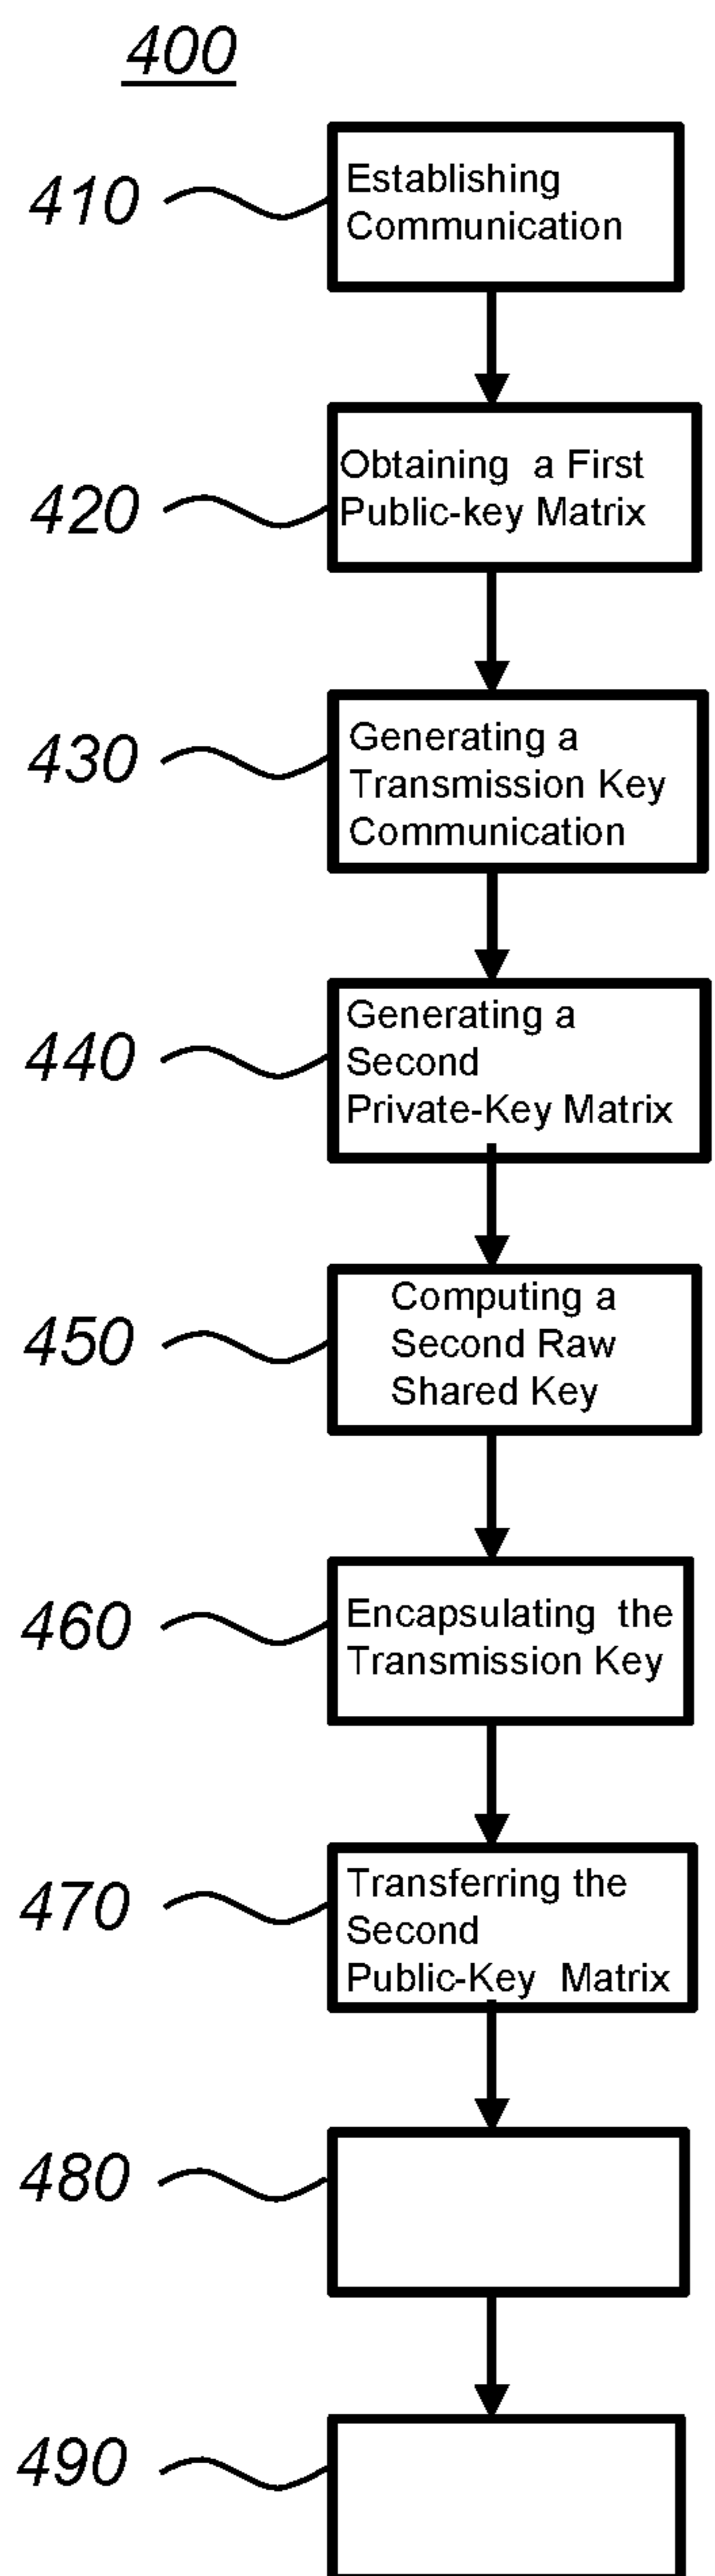 400
410
Establishing
Communication
420
Obtaining a First
Public-key Matrix
430
Generating a
Transmission Key
Communication
440
Generating a
Second
Private-Key Matrix
450
Computing a
Second Raw
Shared Key
460
Encapsulating the
Transmission Key
470
Transferring the
Second
Public-Key Matrix
480
490